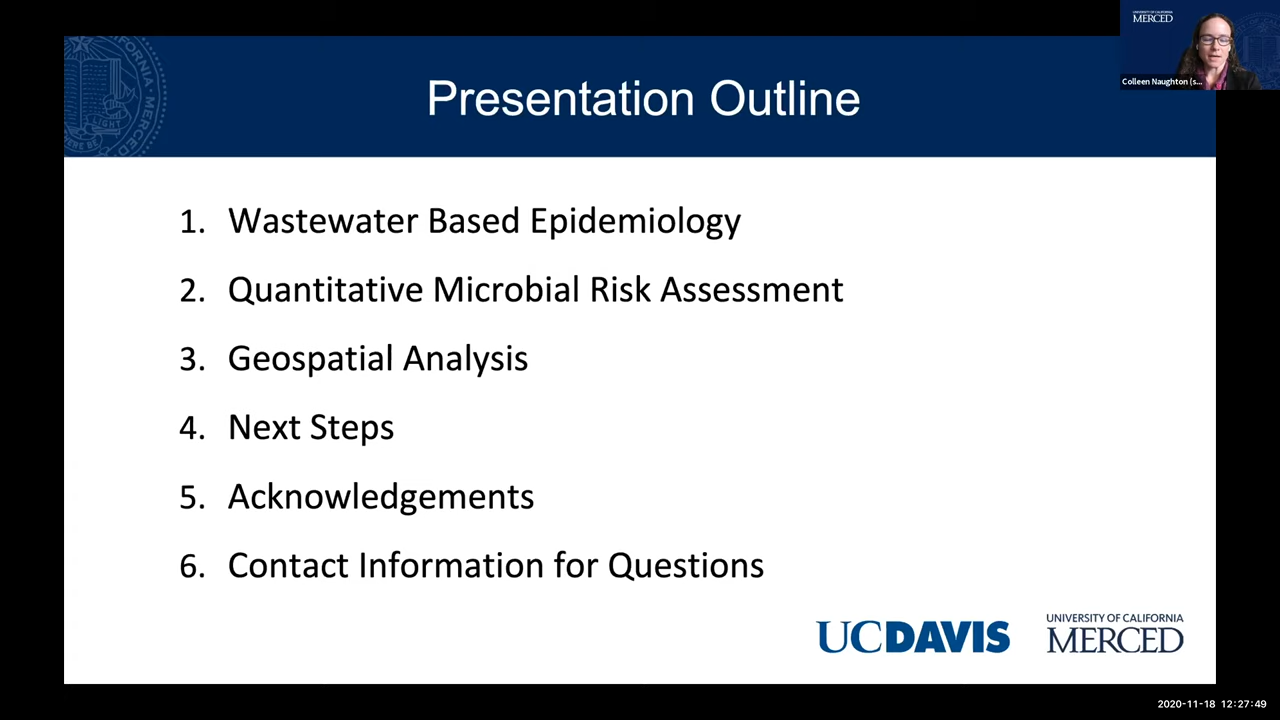 UNIVERSITY OF CALIFORNIA
MERCED
Colleen Naughton (s...
Presentation Outline
1. Wastewater Based Epidemiology
2. Quantitative Microbial Risk Assessment
3. Geospatial Analysis
4. Next Steps
5. Acknowledgements
6. Contact Information for Questions
UCDAVIS
UNIVERSITY OF CALIFORNIA
MERCED
2020-11-18 12:27:49